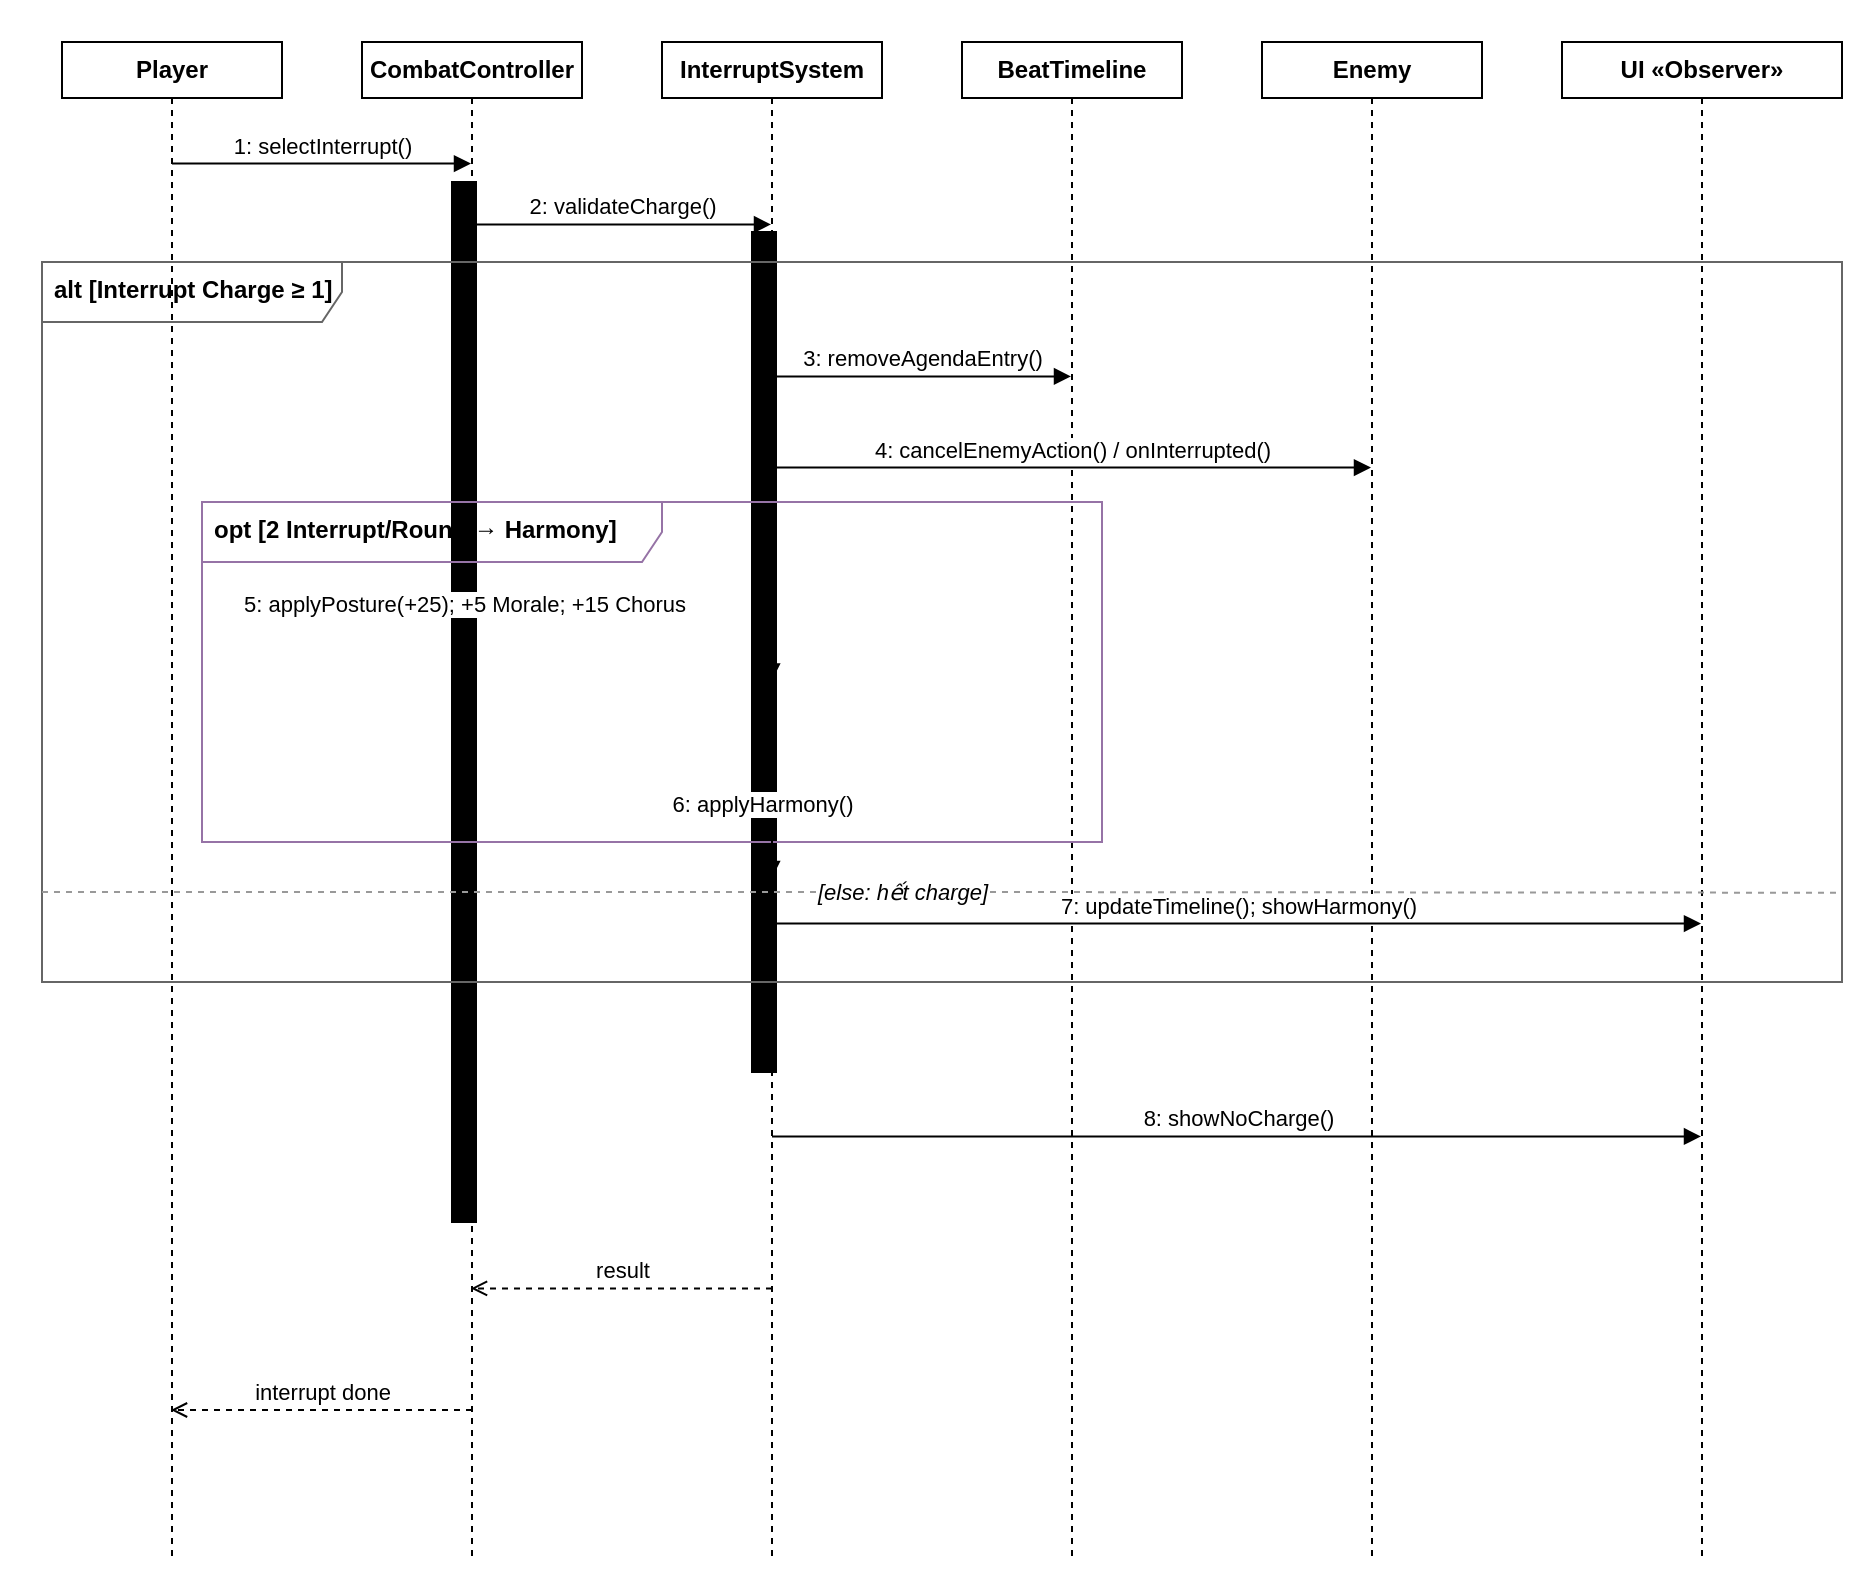 Player
CombatController
InterruptSystem
BeatTimeline
Enemy
UI «Observer»
1: selectInterrupt()
2: validateCharge()
alt [Interrupt Charge ≥ 1]
3: removeAgendaEntry()
4: cancelEnemyAction() / onInterrupted()
opt [2 Interrupt/Round → Harmony]
5: applyPosture(+25); +5 Morale; +15 Chorus
6: applyHarmony()
[else: hết charge]
7: updateTimeline(); showHarmony()
8: showNoCharge()
result
interrupt done